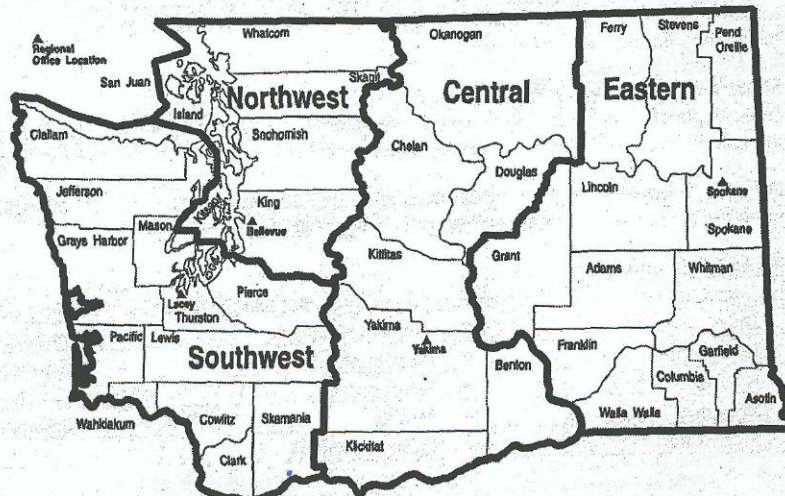 Regional
Office Location
San Juan
Whatcom
Skagit
Island
Northwest
Snohomish
King
Bellevue
Kitsap
Okanogan
Central
Chelan
Douglas
Kittitas
Yakima
Yakima
Benton
Klickitat
Ferry
Stevens
Pend
Oreille
Eastern
Lincoln
Spokane
Spokane
Grant
Adams
Whitman
Franklin
Garfield
Columbia
Asotin
Walla Walla
Clallam
Jefferson
Grays Harbor
Mason
Lacey
Thurston
Pierce
Pacific
Lewis
Southwest
Wahkiakum
Cowlitz
Skamania
Clark